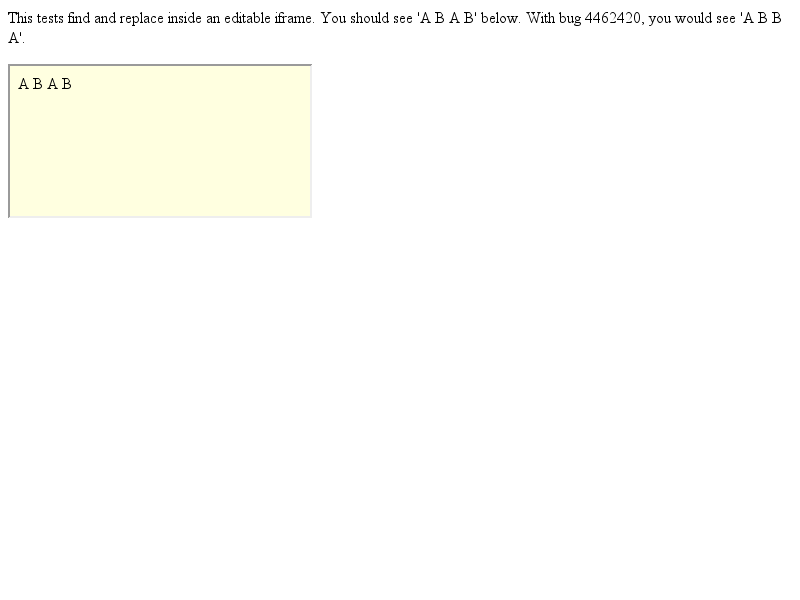 This tests find and replace inside an editable iframe. You should see 'A B A B' below. With bug 4462420, you would see 'A B B
A'.
A B A B